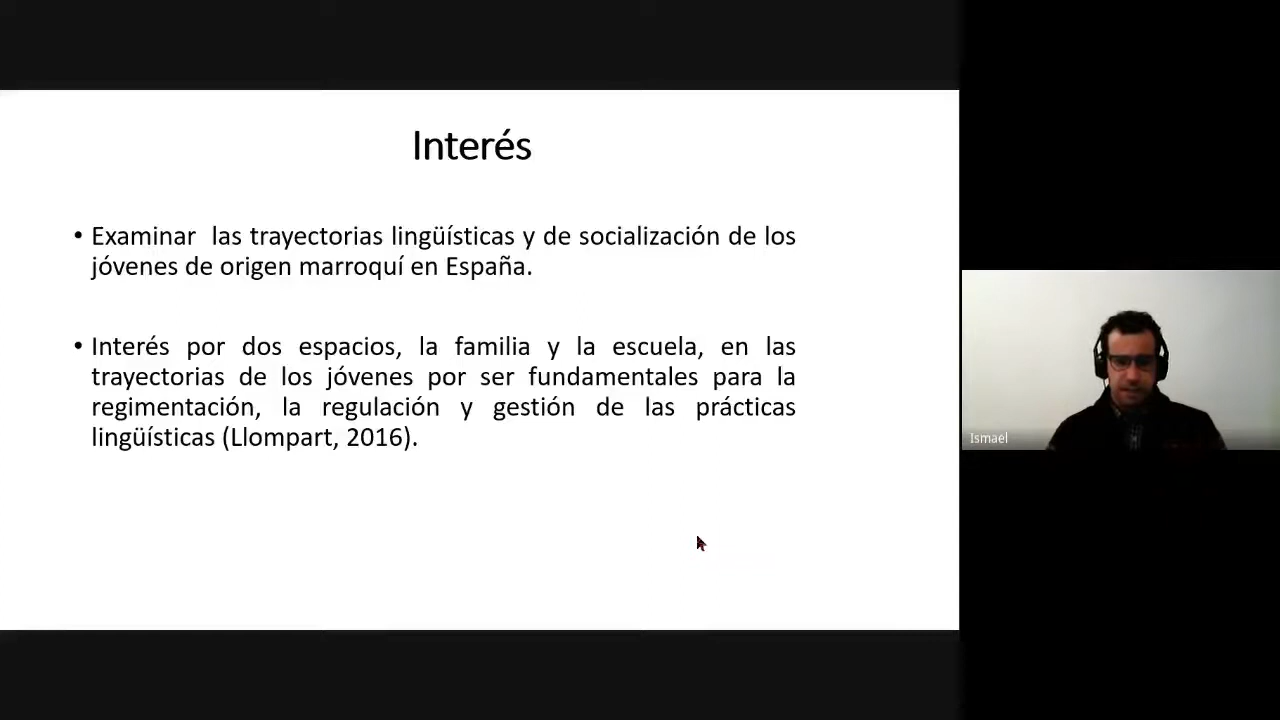 Interés
• Examinar las trayectorias lingüísticas y de socialización de los
jóvenes de origen marroquí en España.
• Interés por dos espacios, la familia y la escuela, en las
trayectorias de los jóvenes por ser fundamentales para la
regimentación, la regulación y gestión de las prácticas
lingüísticas (Llompart, 2016).
Ismael